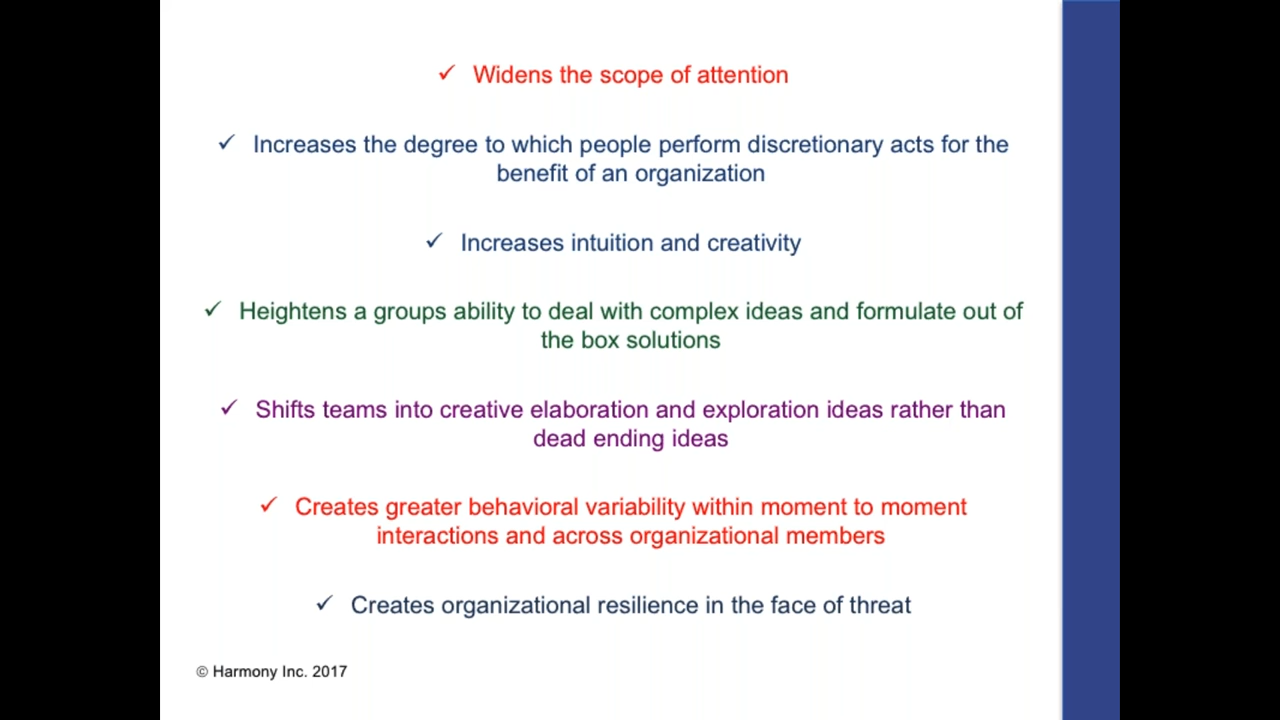 ✓ Widens the scope of attention
✓ Increases the degree to which people perform discretionary acts for the
benefit of an organization
✓ Increases intuition and creativity
✓ Heightens a groups ability to deal with complex ideas and formulate out of
the box solutions
✓ Shifts teams into creative elaboration and exploration ideas rather than
dead ending ideas
✓ Creates greater behavioral variability within moment to moment
interactions and across organizational members
✓ Creates organizational resilience in the face of threat
© Harmony Inc. 2017